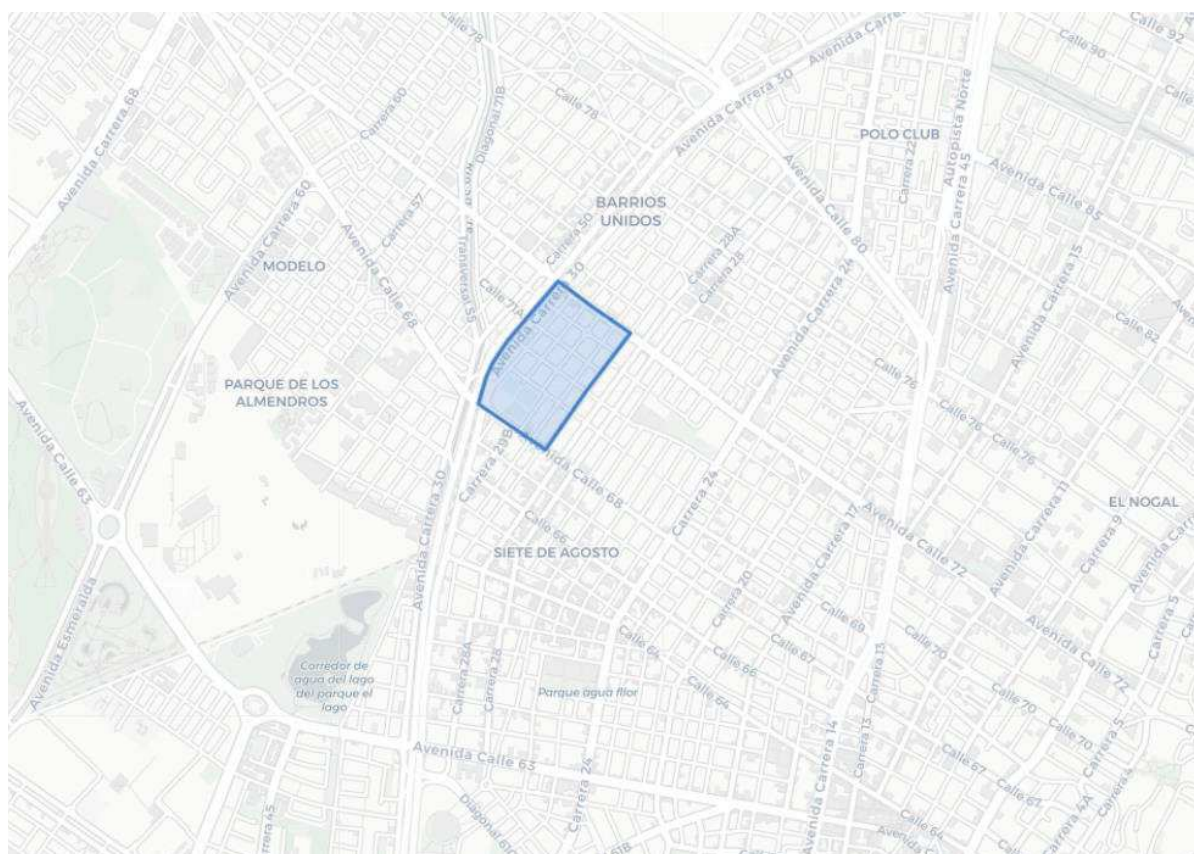 Calle 78
Avenida Carrera 68
Carrera 60
Diagonal 71B
Calle 78
Avenida Carrera 30
Calle 92
Calle 90
POLO CLUB
Carrera 22
Autopista Norte
Avenida Carrera 45
Avenida Calle 85
Avenida Calle 80
Avenida Carrera 60
Carrera 57
Transversal 55
Carrera 50
BARRIOS
UNIDOS
Carrera 28A
Carrera 28
Avenida Carrera 24
Carrera 15
MODELO
Avenida Calle 68
Calle 71A
Avenida Carrera 30
Calle 82
Calle 76
PARQUE DE LOS
ALMENDROS
Calle 76
Calle 75
Avenida Calle 63
Carrera 29B
Avenida Calle 68
Carrera 24
Avenida Carrera 11
Carrera 9
EL NOGAL
Avenida Carrera 30
Calle 66
SIETE DE AGOSTO
Avenida Carrera 17
Avenida Calle 72
Carrera 20
Calle 69
Calle 70
Carrera 5
Avenida Esmeralda
Calle 64
Calle 66
Calle 67
Carrera 13
Avenida Calle 72
Corredor de
agua del lago
del parque el
lago
Carrera 28A
Carrera 28
Parque agua flor
Calle 64
Calle 70
Calle 70
Carrera 5
Avenida Calle 63
Carrera 24
Avenida Carrera 14
Carrera 13
Calle 67
Calle 67
Carrera 45
Diagonal 61C
Calle 64
Carrera 4A
Avenida